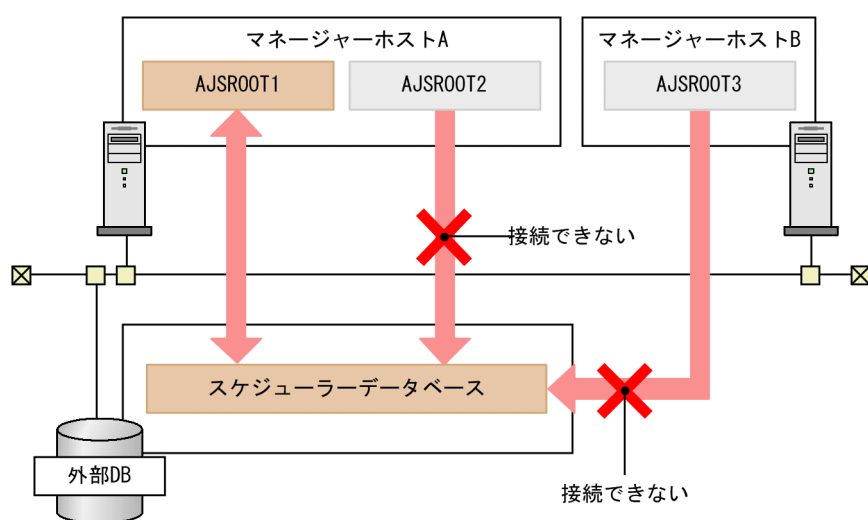 マネージャーホストA
マネージャーホストB
AJSROOT1
AJSROOT2
AJSROOT3
接続できない
スケジューラーデータベース
外部DB
接続できない